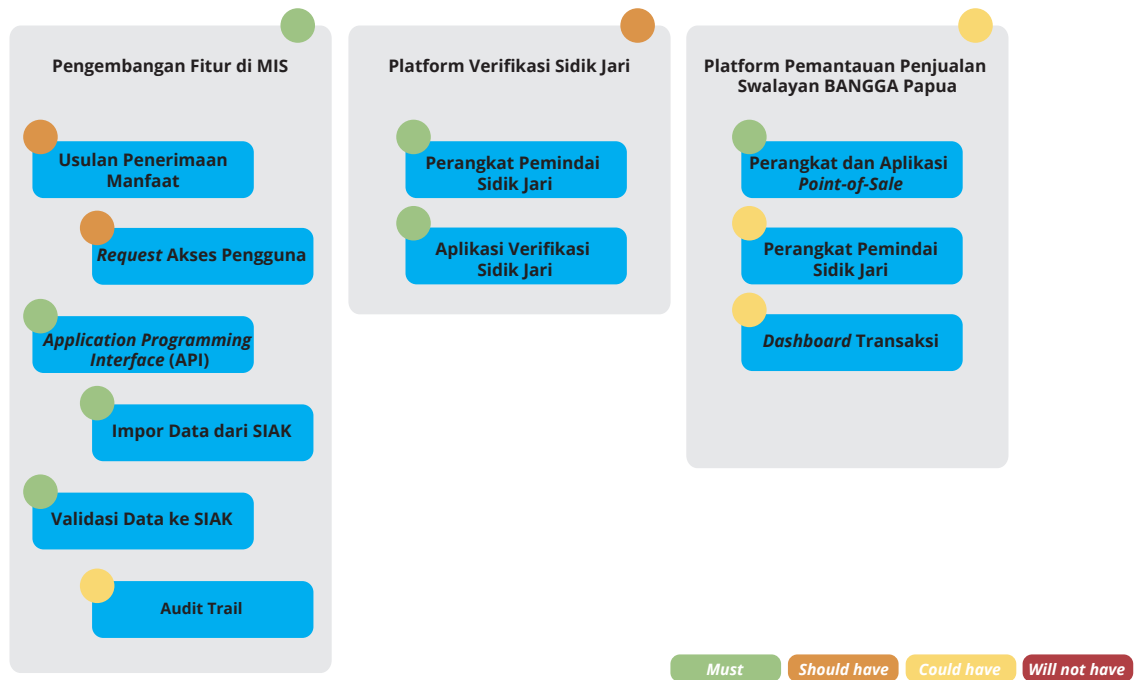 Pengembangan Fitur di MIS
Usulan Penerimaan
Manfaat
Request Akses Pengguna
Application Programming
Interface (API)
Impor Data dari SIAK
Validasi Data ke SIAK
Audit Trail
Platform Verifikasi Sidik Jari
Perangkat Pemindai
Sidik Jari
Aplikasi Verifikasi
Sidik Jari
Platform Pemantauan Penjualan
Swalayan BANGGA Papua
Perangkat dan Aplikasi
Point-of-Sale
Perangkat Pemindai
Sidik Jari
Dashboard Transaksi
Must
Should have
Could have
Will not have